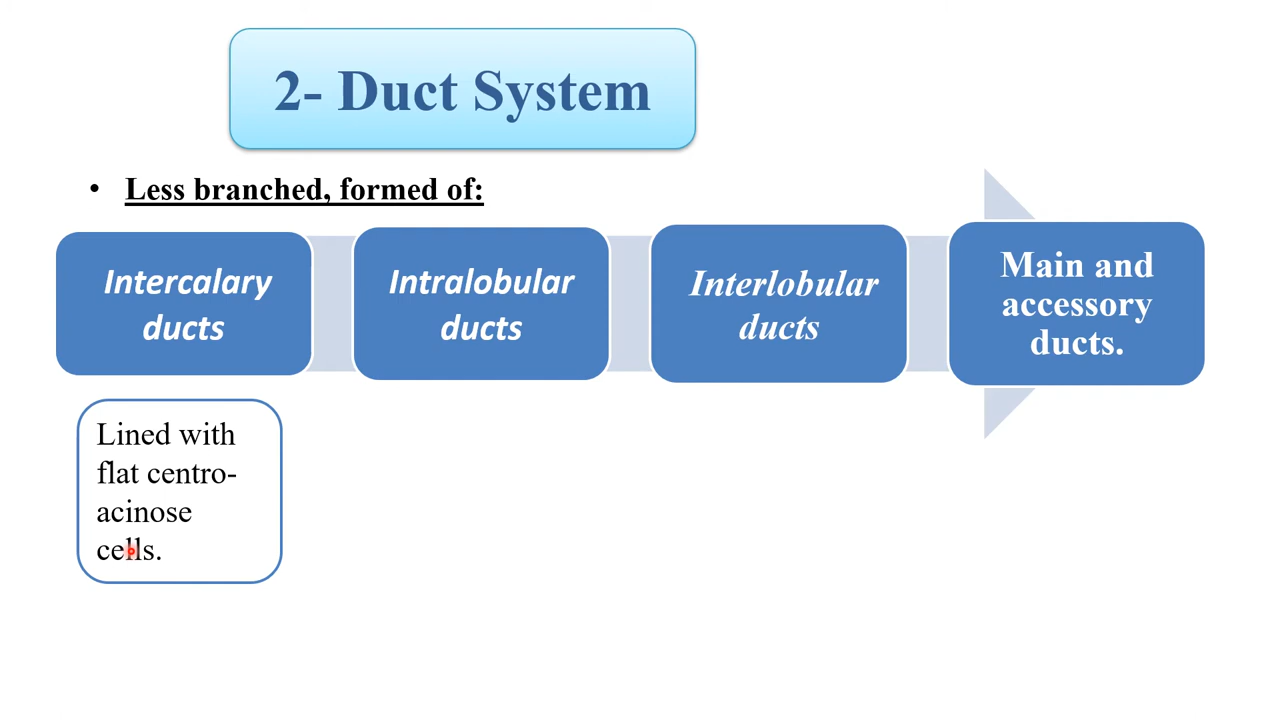 2- Duct System
• Less branched, formed of:
Intercalary
ducts
Intralobular
ducts
Interlobular
ducts
Main and
accessory
ducts.
Lined with
flat centro-
acinose
cells.